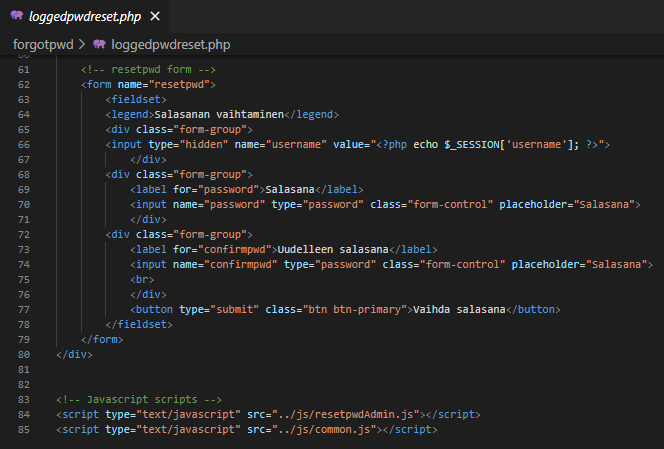 loggedpwdreset.php ×
forgotpwd > loggedpwdreset.php
61 <!-- resetpwd form -->
62 <form name="resetpwd">
63 <fieldset>
64 <legend>Salasanan vaihtaminen</legend>
65 <div class="form-group">
66 <input type="hidden" name="username" value="<?php echo $_SESSION['username']; ?>">
67 </div>
68 <div class="form-group">
69 <label for="password">Salasana</label>
70 <input name="password" type="password" class="form-control" placeholder="Salasana">
71 </div>
72 <div class="form-group">
73 <label for="confirmpwd">Uudelleen salasana</label>
74 <input name="confirmpwd" type="password" class="form-control" placeholder="Salasana">
75 <br>
76 </div>
77 <button type="submit" class="btn btn-primary">Vaihda salasana</button>
78 </fieldset>
79 </form>
80 </div>
81
82
83 <!-- Javascript scripts -->
84 <script type="text/javascript" src="../js/resetpwdAdmin.js"></script>
85 <script type="text/javascript" src="../js/common.js"></script>